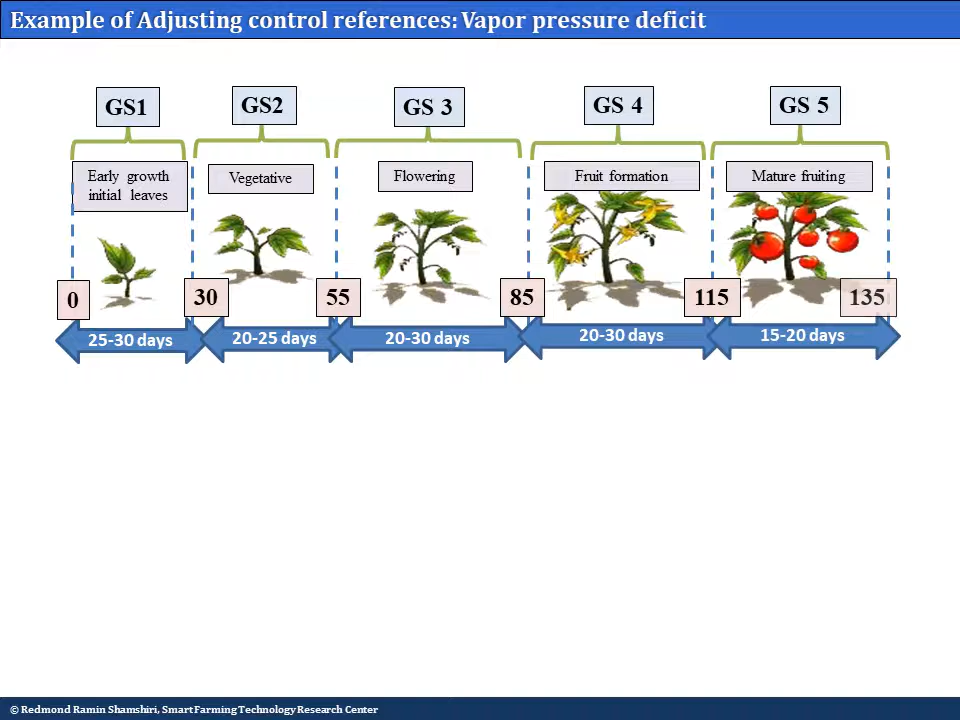 Example of Adjusting control references: Vapor pressure deficit
GS1
GS2
GS 3
GS 4
GS 5
Early growth
initial leaves
Vegetative
Flowering
Fruit formation
Mature fruiting
0
30
55
85
115
135
25-30 days
20-25 days
20-30 days
20-30 days
15-20 days
© Redmond Ramin Shamshiri, Smart Farming Technology Research Center